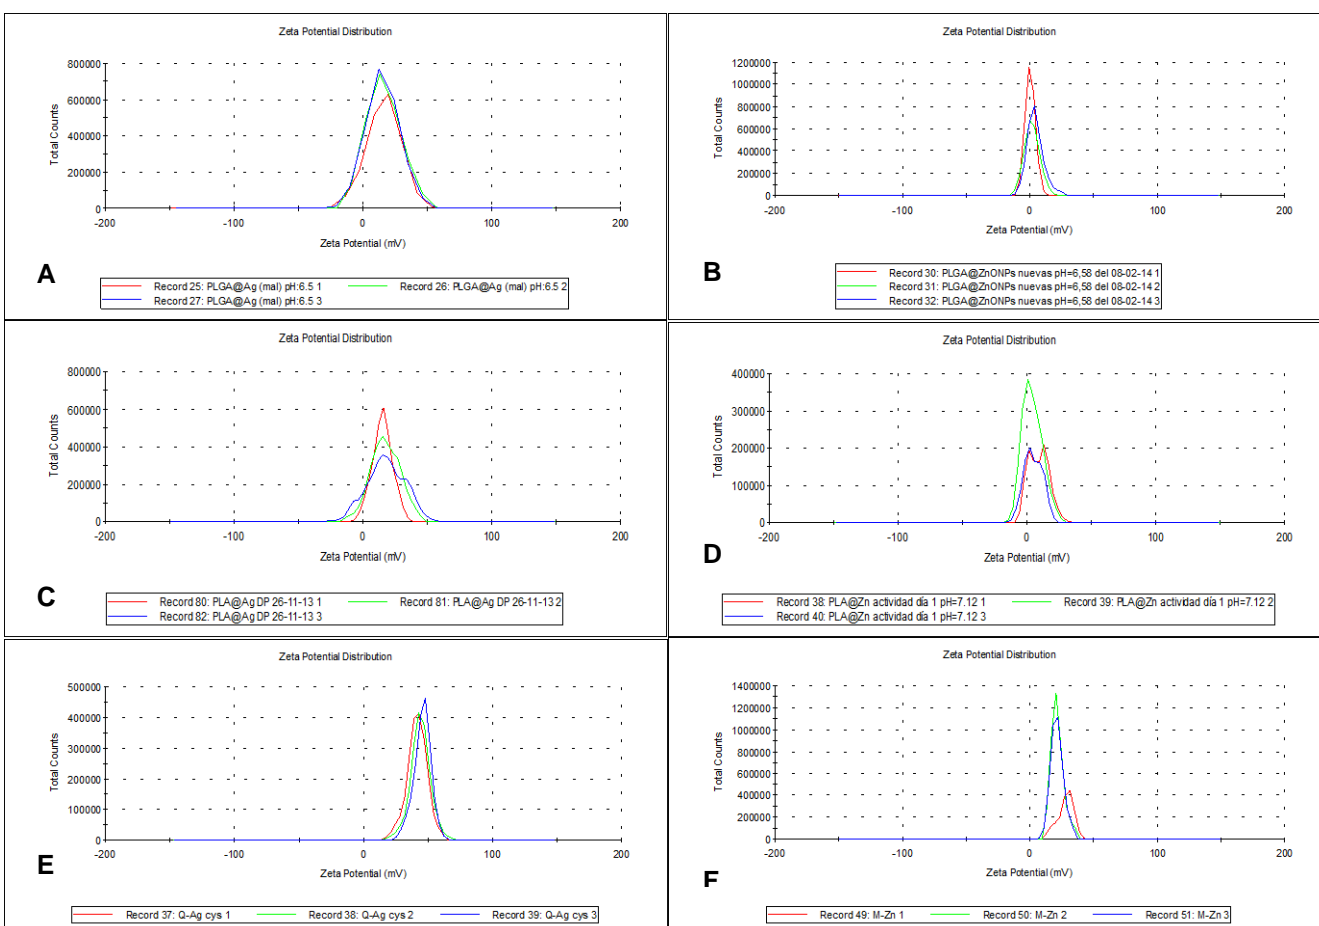 Zeta Potential Distribution
Total Counts
800000
600000
400000
200000
0
-200 -100 0 100 200
Zeta Potential (mV)
A
Record 25: PLGA@Ag (mal) pH:6.5 1 Record 26: PLGA@Ag (mal) pH:6.5 2
Record 27: PLGA@Ag (mal) pH:6.5 3
Zeta Potential Distribution
Total Counts
1200000
1000000
800000
600000
400000
200000
0
-200 -100 0 100 200
Zeta Potential (mV)
B
Record 30: PLGA@ZnONPs nuevas pH=6,58 del 08-02-14 1
Record 31: PLGA@ZnONPs nuevas pH=6,58 del 08-02-14 2
Record 32: PLGA@ZnONPs nuevas pH=6,58 del 08-02-14 3
Zeta Potential Distribution
Total Counts
800000
600000
400000
200000
0
-200 -100 0 100 200
Zeta Potential (mV)
C
Record 80: PLA@Ag DP 26-11-13 1 Record 81: PLA@Ag DP 26-11-13 2
Record 82: PLA@Ag DP 26-11-13 3
Zeta Potential Distribution
Total Counts
400000
300000
200000
100000
0
-200 -100 0 100 200
Zeta Potential (mV)
D
Record 38: PLA@Zn actividad día 1 pH=7.12 1 Record 39: PLA@Zn actividad día 1 pH=7.12 2
Record 40: PLA@Zn actividad día 1 pH=7.12 3
Zeta Potential Distribution
Total Counts
500000
400000
300000
200000
100000
0
-200 -100 0 100 200
Zeta Potential (mV)
E
Record 37: Q-Ag cys 1 Record 38: Q-Ag cys 2 Record 39: Q-Ag cys 3
Zeta Potential Distribution
Total Counts
1400000
1200000
1000000
800000
600000
400000
200000
0
-200 -100 0 100 200
Zeta Potential (mV)
F
Record 49: M-Zn 1 Record 50: M-Zn 2 Record 51: M-Zn 3